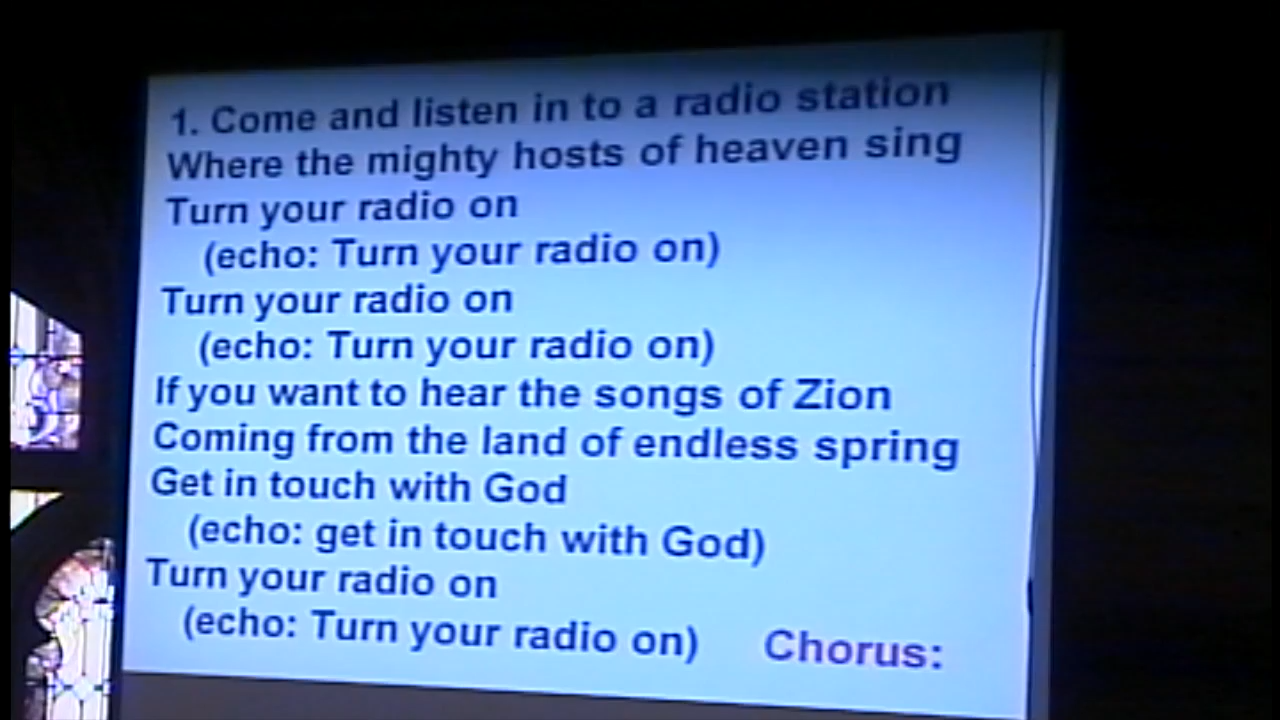 1. Come and listen in to a radio station
Where the mighty hosts of heaven sing
Turn your radio on
(echo: Turn your radio on)
Turn your radio on
(echo: Turn your radio on)
If you want to hear the songs of Zion
Coming from the land of endless spring
Get in touch with God
(echo: get in touch with God)
Turn your radio on
(echo: Turn your radio on) Chorus: